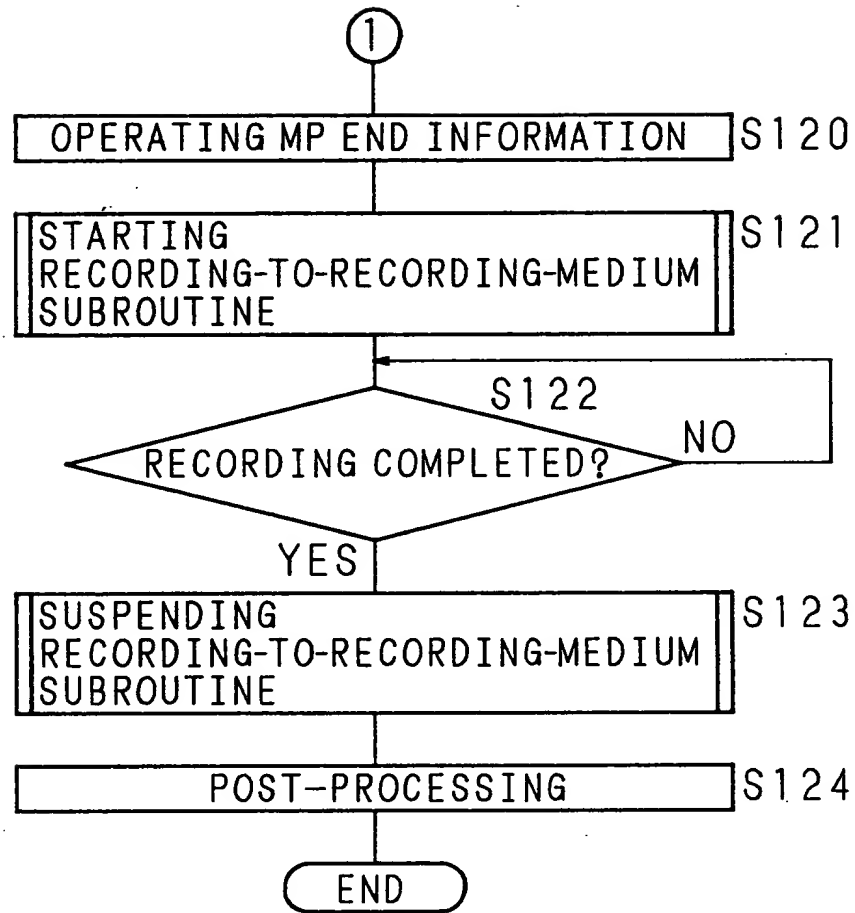 1
OPERATING MP END INFORMATION
S120
STARTING
RECORDING-TO-RECORDING-MEDIUM
SUBROUTINE
S121
S122
RECORDING COMPLETED?
NO
YES
SUSPENDING
RECORDING-TO-RECORDING-MEDIUM
SUBROUTINE
S123
POST-PROCESSING
S124
END